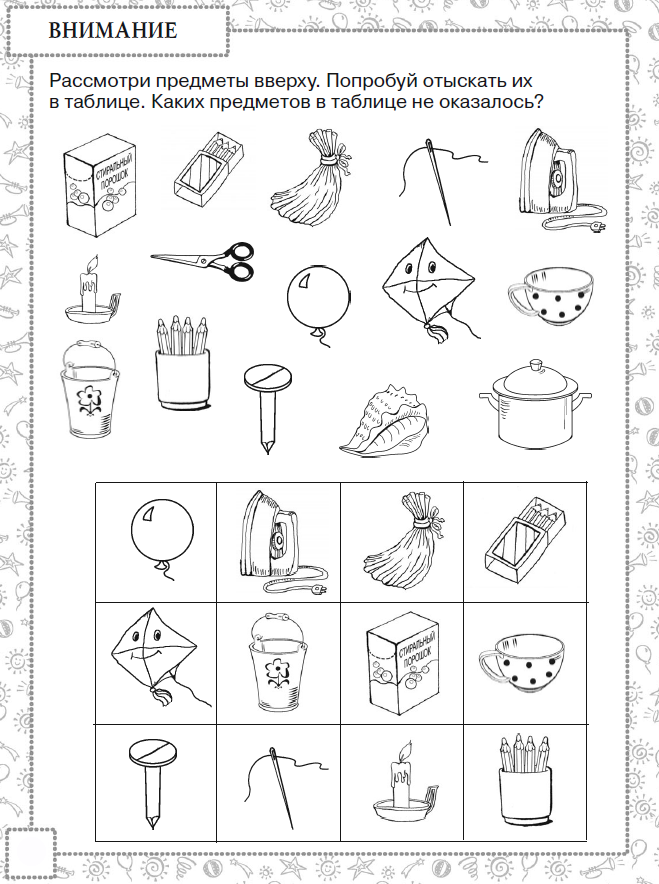 ВНИМАНИЕ
Рассмотри предметы вверху. Попробуй отыскать их
в таблице. Каких предметов в таблице не оказалось?
СТИРАЛЬНЫЙ
ПОРОШОК
СТИРАЛЬНЫЙ
ПОРОШОК